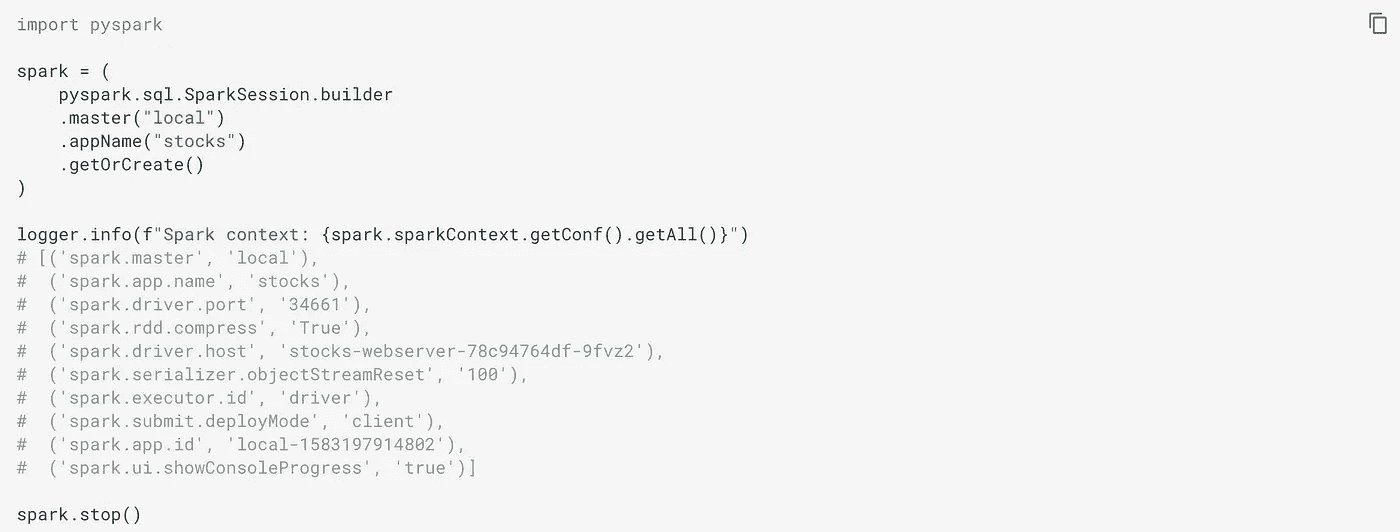 import pyspark

spark = (
    pyspark.sql.SparkSession.builder
    .master("local")
    .appName("stocks")
    .getOrCreate()
)

logger.info(f"Spark context: {spark.sparkContext.getConf().getAll()}")
# [('spark.master', 'local'),
#  ('spark.app.name', 'stocks'),
#  ('spark.driver.port', '34661'),
#  ('spark.rdd.compress', 'True'),
#  ('spark.driver.host', 'stocks-webserver-78c94764df-9fvz2'),
#  ('spark.serializer.objectStreamReset', '100'),
#  ('spark.executor.id', 'driver'),
#  ('spark.submit.deployMode', 'client'),
#  ('spark.app.id', 'local-1583197914802'),
#  ('spark.ui.showConsoleProgress', 'true')]

spark.stop()